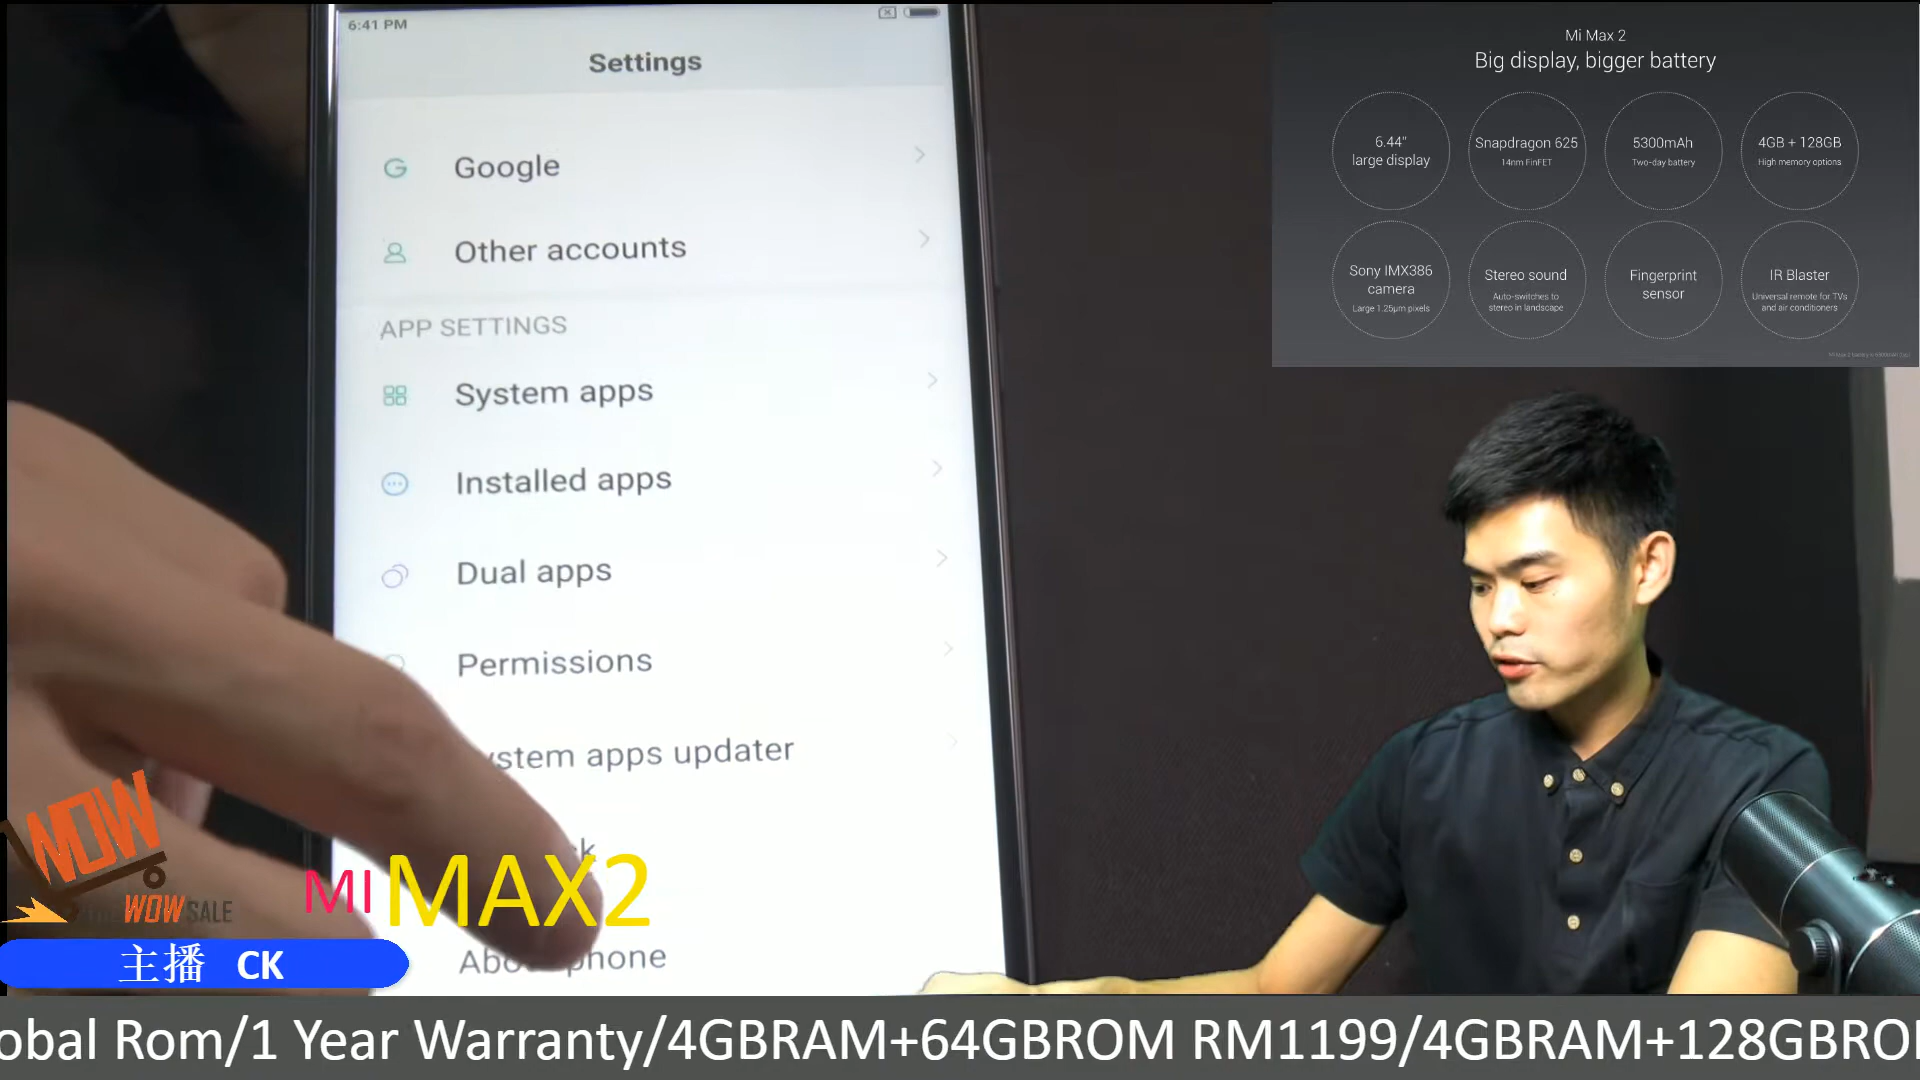 6:41 PM
Settings
Google
Other accounts
APP SETTINGS
System apps
Installed apps
Dual apps
Permissions
ystem apps updater
k
Abo phone
Mi Max 2
Big display, bigger battery
6.44"
large display
Snapdragon 625
14nm FinFET
5300mAh
Two-day battery
4GB + 128GB
High memory options
Sony IMX386
camera
Large 1.25μm pixels
Stereo sound
Auto-switches to
stereo in landscape
Fingerprint
sensor
IR Blaster
Universal remote for TVs
and air conditioners
WOW
WOWSALE
MI MAX2
主播 CK
obal Rom/1 Year Warranty/4GBRAM+64GBROM RM1199/4GBRAM+128GBRO